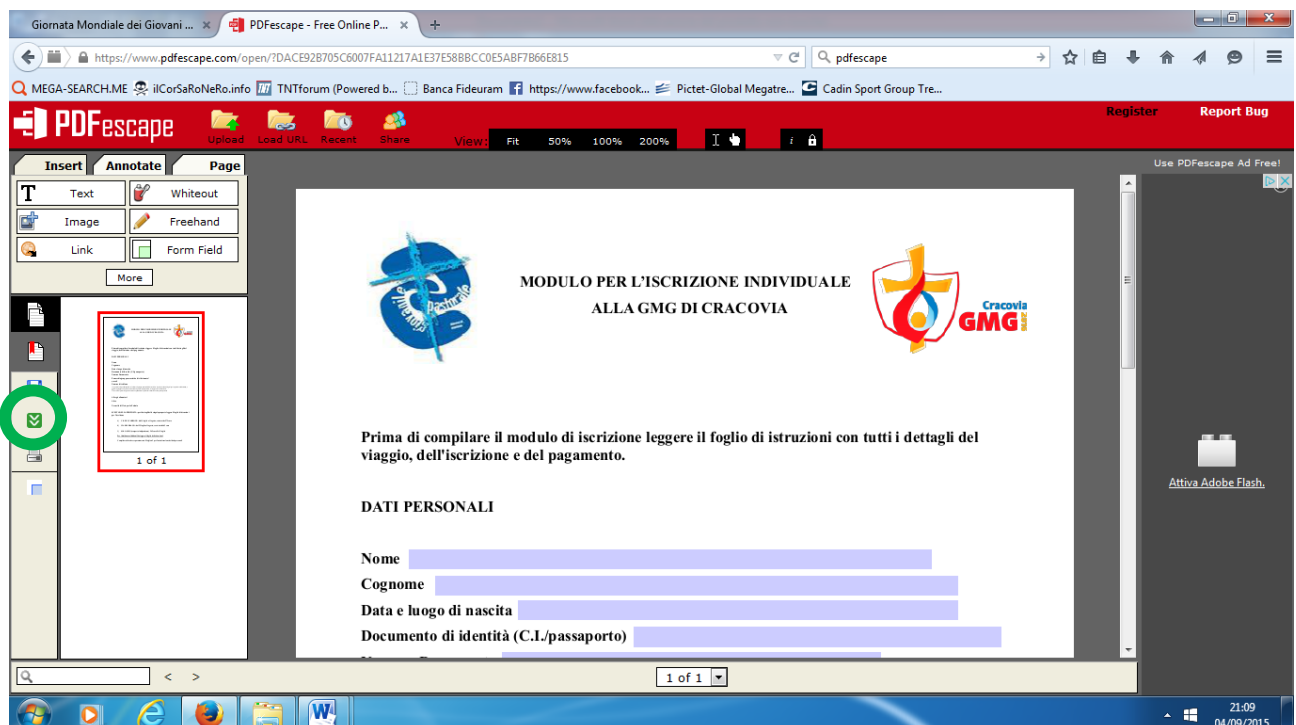 Giornata Mondiale dei Giovani ... ×
PDFescape - Free Online P... ×
+
https://www.pdfescape.com/open/?DACE92B705C6007FA11217A1E37E58BBCC0E5ABF7B66E815
pdfescape
MEGA-SEARCH.ME
ilCorSaRoNeRo.info
TNTforum (Powered b...
Banca Fideuram
https://www.facebook...
Pictet-Global Megatre...
Cadin Sport Group Tre...
PDFescape
Upload
Load URL
Recent
Share
View:
Fit
50%
100%
200%
Register
Report Bug
Insert
Annotate
Page
Use PDFescape Ad Free!
T Text
Whiteout
Image
Freehand
Link
Form Field
More
1 of 1
Pastorale
Giovanile
MODULO PER L'ISCRIZIONE INDIVIDUALE
ALLA GMG DI CRACOVIA
Cracovia
GMG
Prima di compilare il modulo di iscrizione leggere il foglio di istruzioni con tutti i dettagli del
viaggio, dell'iscrizione e del pagamento.
DATI PERSONALI
Nome
Cognome
Data e luogo di nascita
Documento di identità (C.I./passaporto)
Attiva Adobe Flash.
< >
1 of 1
21:09
04/09/2015